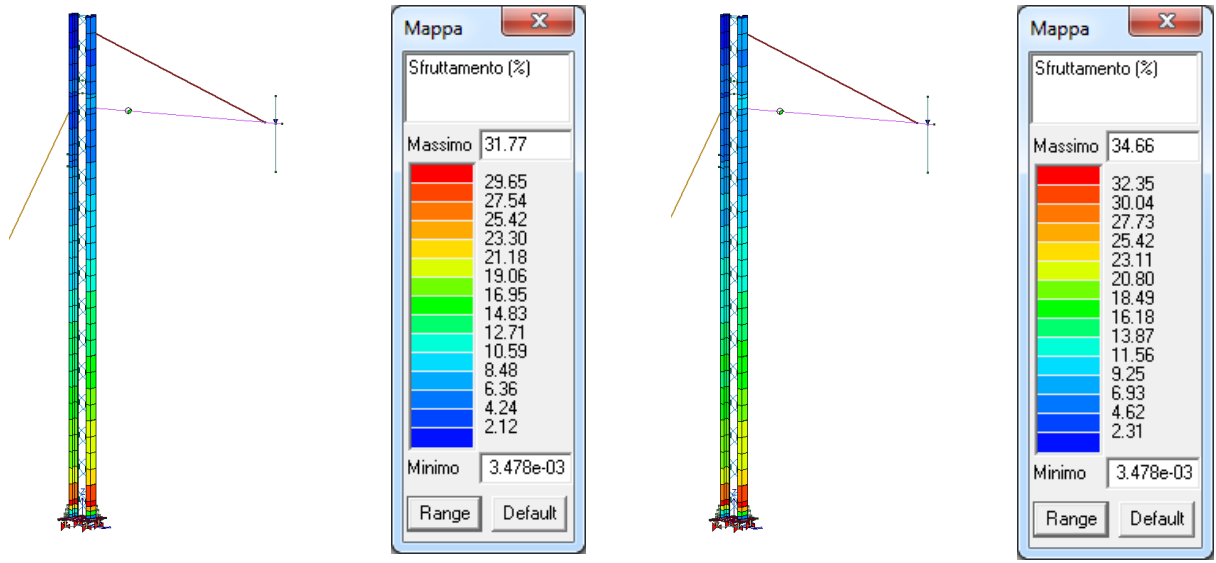 Mappa
X
Sfruttamento (%)
Massimo 31.77
29.65
27.54
25.42
23.30
21.18
19.06
16.95
14.83
12.71
10.59
8.48
6.36
4.24
2.12
Minimo 3.478e-03
Range Default
Mappa
X
Sfruttamento (%)
Massimo 34.66
32.35
30.04
27.73
25.42
23.11
20.80
18.49
16.18
13.87
11.56
9.25
6.93
4.62
2.31
Minimo 3.478e-03
Range Default